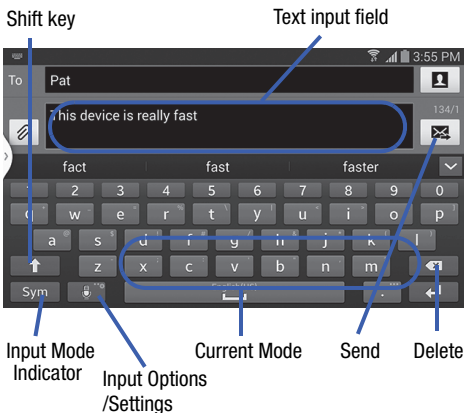 Shift key
Text input field
3:55 PM
To Pat
134/1
This device is really fast
fact fast faster
1 2 3 4 5 6 7 8 9 0
q w e r t y u i o p
a s d f g h j k l
z x c v b n m
Sym English(US) .
Input Mode Indicator
Input Options /Settings
Current Mode
Send
Delete